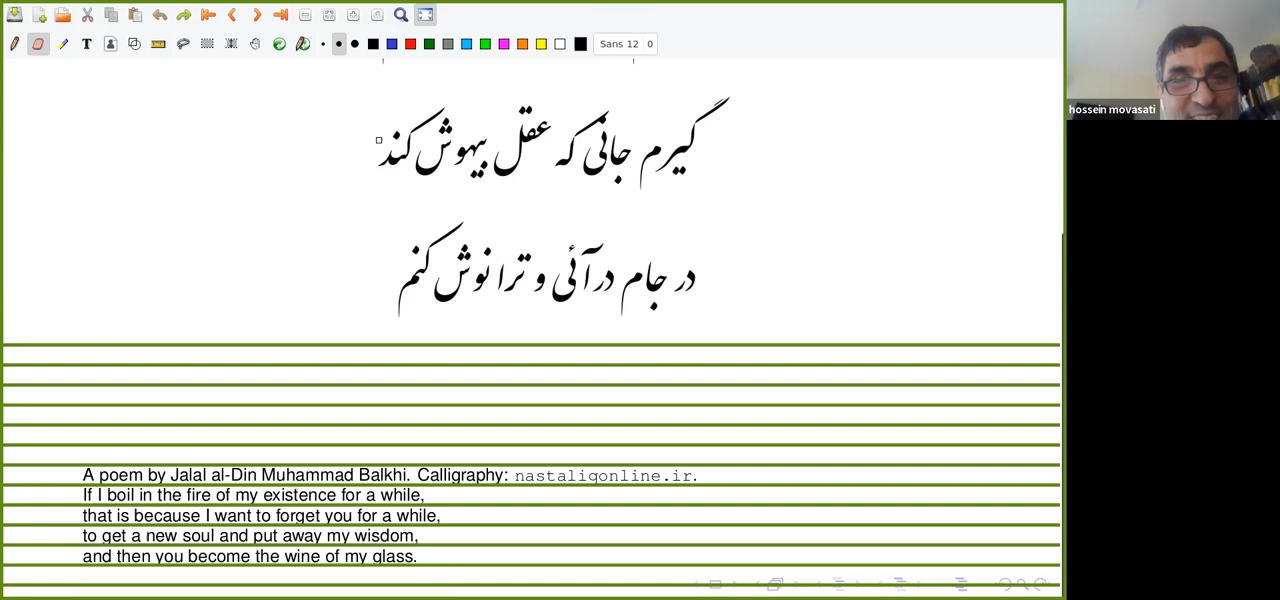 T
Sans 12 0
hossein movasati
گیرم جانی که عقل بیهوش کند
در جام درآئی و ترا نوش کنم
A poem by Jalal al-Din Muhammad Balkhi. Calligraphy: nastaliqonline.ir.
If I boil in the fire of my existence for a while,
that is because I want to forget you for a while,
to get a new soul and put away my wisdom,
and then you become the wine of my glass.